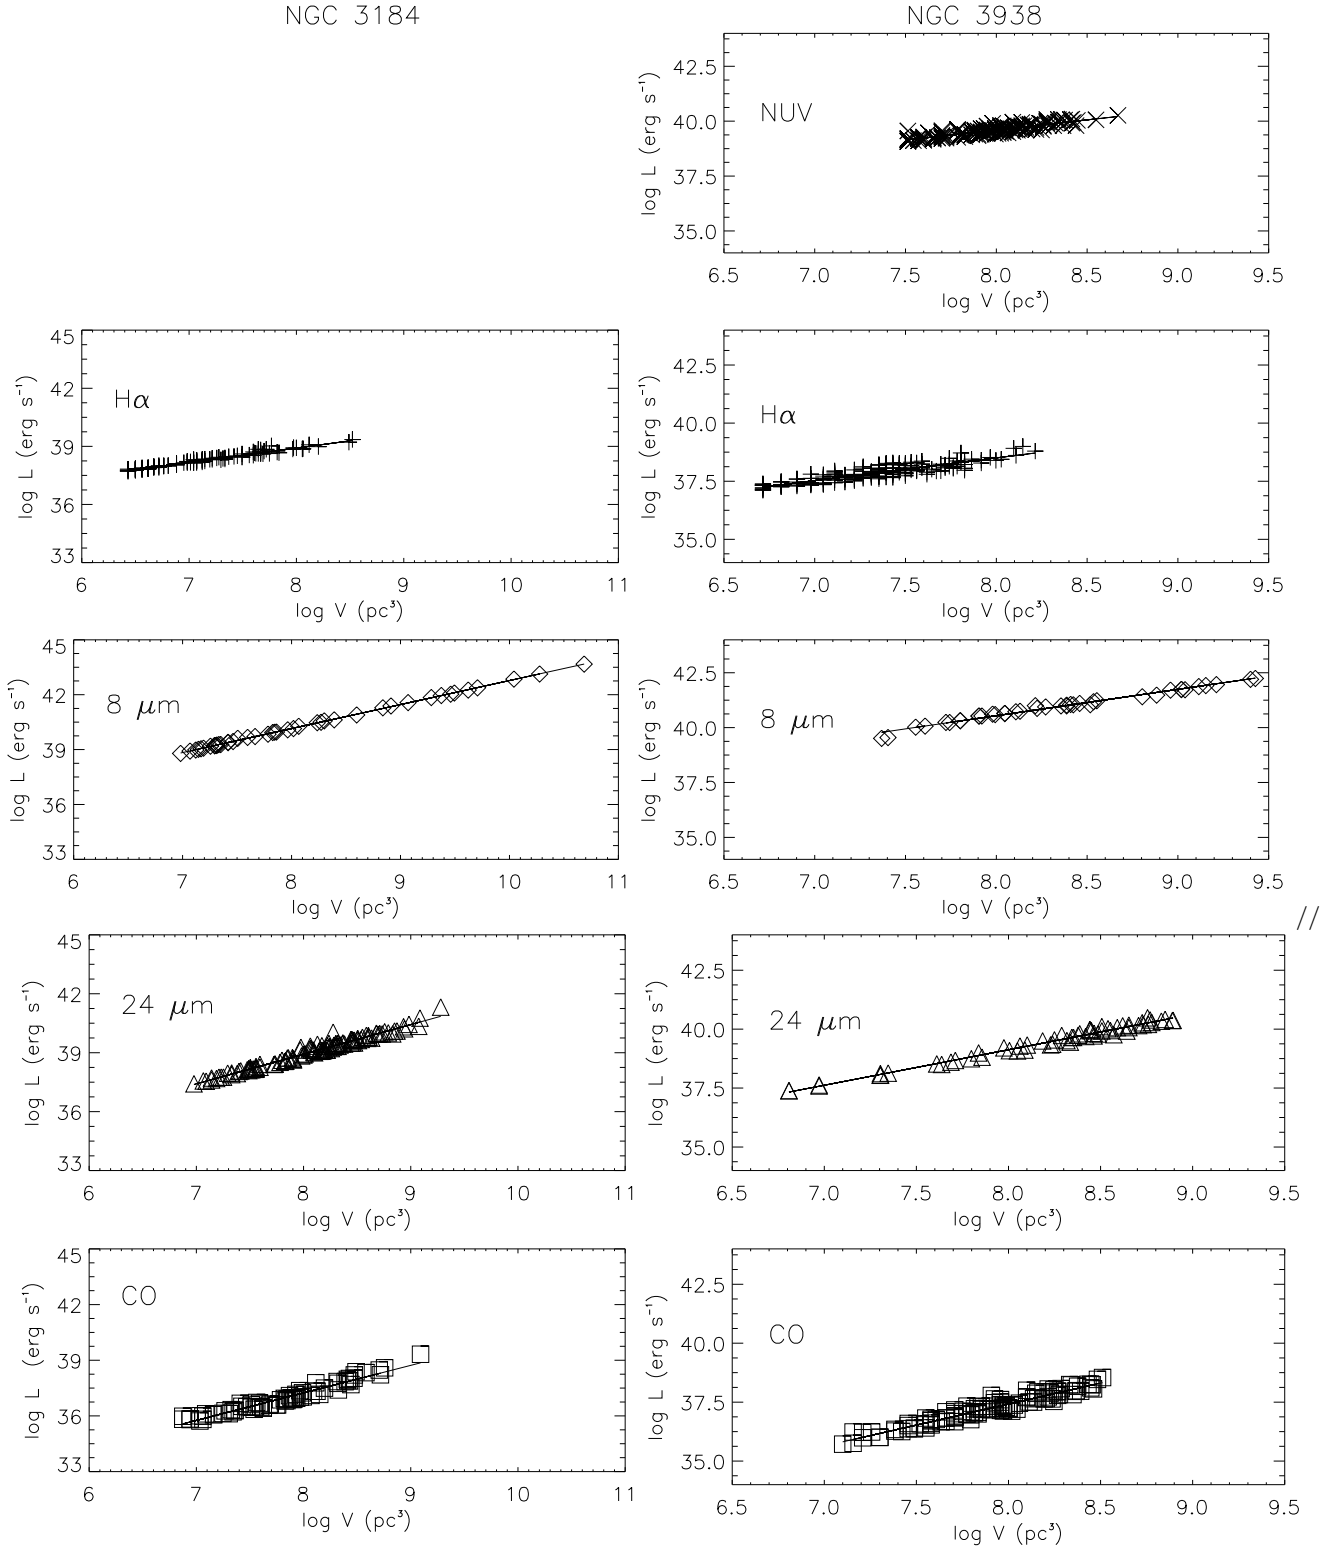 NGC 3184
NGC 3938
42.5
40.0
37.5
35.0
log L (erg s⁻¹)
NUV
6.5 7.0 7.5 8.0 8.5 9.0 9.5
log V (pc³)
45
42
39
36
33
log L (erg s⁻¹)
Hα
6 7 8 9 10 11
log V (pc³)
42.5
40.0
37.5
35.0
log L (erg s⁻¹)
Hα
6.5 7.0 7.5 8.0 8.5 9.0 9.5
log V (pc³)
45
42
39
36
33
log L (erg s⁻¹)
8 μm
6 7 8 9 10 11
log V (pc³)
42.5
40.0
37.5
35.0
log L (erg s⁻¹)
8 μm
6.5 7.0 7.5 8.0 8.5 9.0 9.5
log V (pc³)
//
45
42
39
36
33
log L (erg s⁻¹)
24 μm
6 7 8 9 10 11
log V (pc³)
42.5
40.0
37.5
35.0
log L (erg s⁻¹)
24 μm
6.5 7.0 7.5 8.0 8.5 9.0 9.5
log V (pc³)
45
42
39
36
33
log L (erg s⁻¹)
CO
6 7 8 9 10 11
log V (pc³)
42.5
40.0
37.5
35.0
log L (erg s⁻¹)
CO
6.5 7.0 7.5 8.0 8.5 9.0 9.5
log V (pc³)